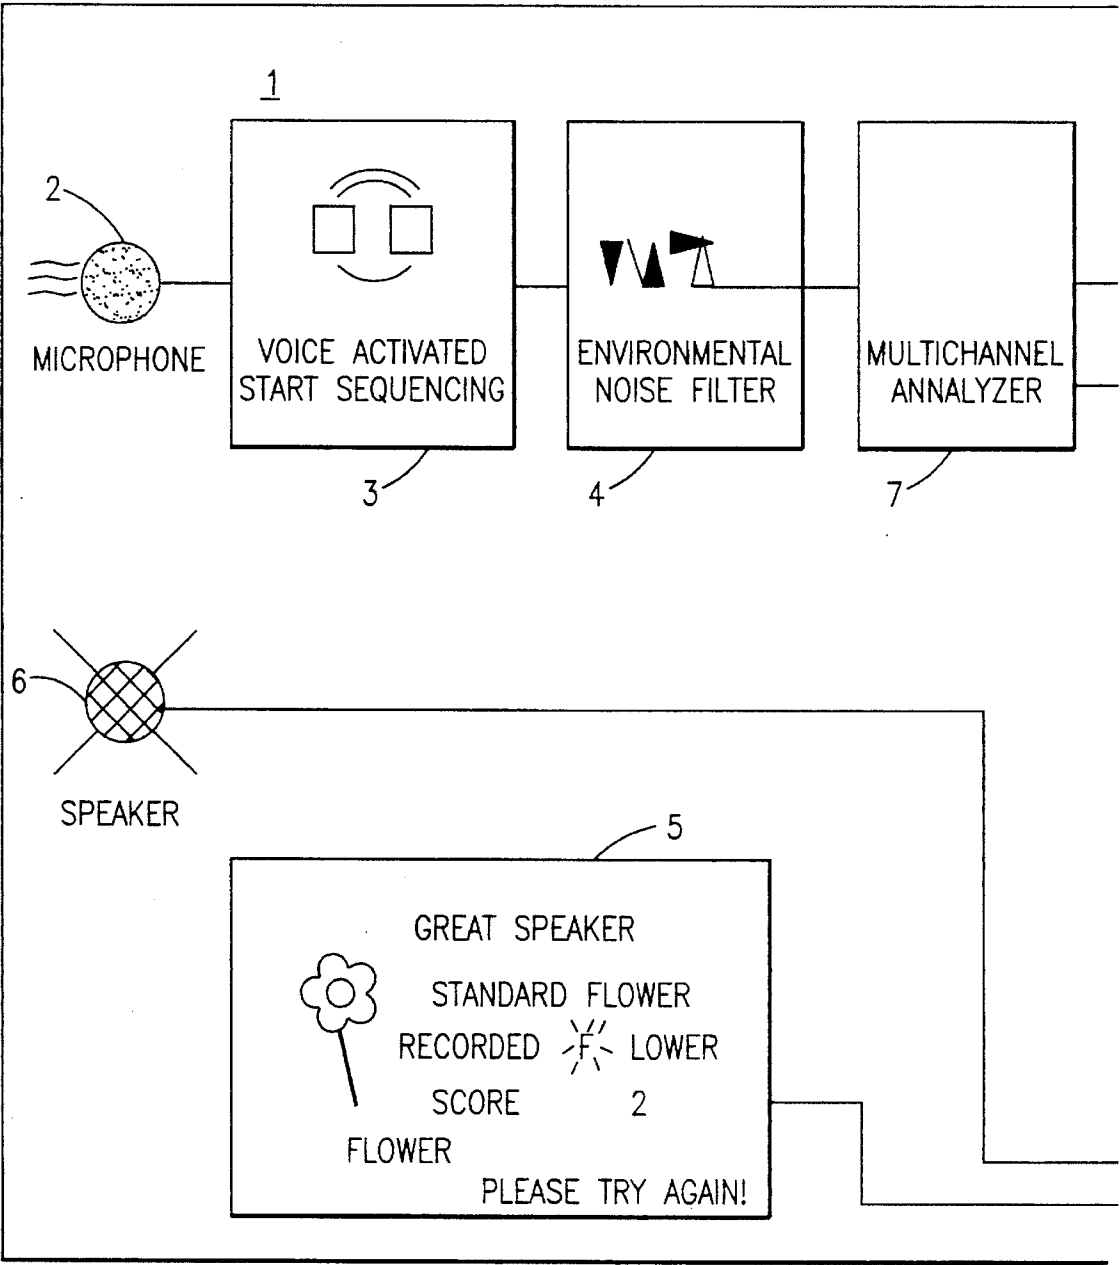 1
2
MICROPHONE
VOICE ACTIVATED
START SEQUENCING
3
ENVIRONMENTAL
NOISE FILTER
4
MULTICHANNEL
ANNALYZER
7
6
SPEAKER
5
GREAT SPEAKER
STANDARD FLOWER
RECORDED F LOWER
SCORE 2
FLOWER
PLEASE TRY AGAIN!